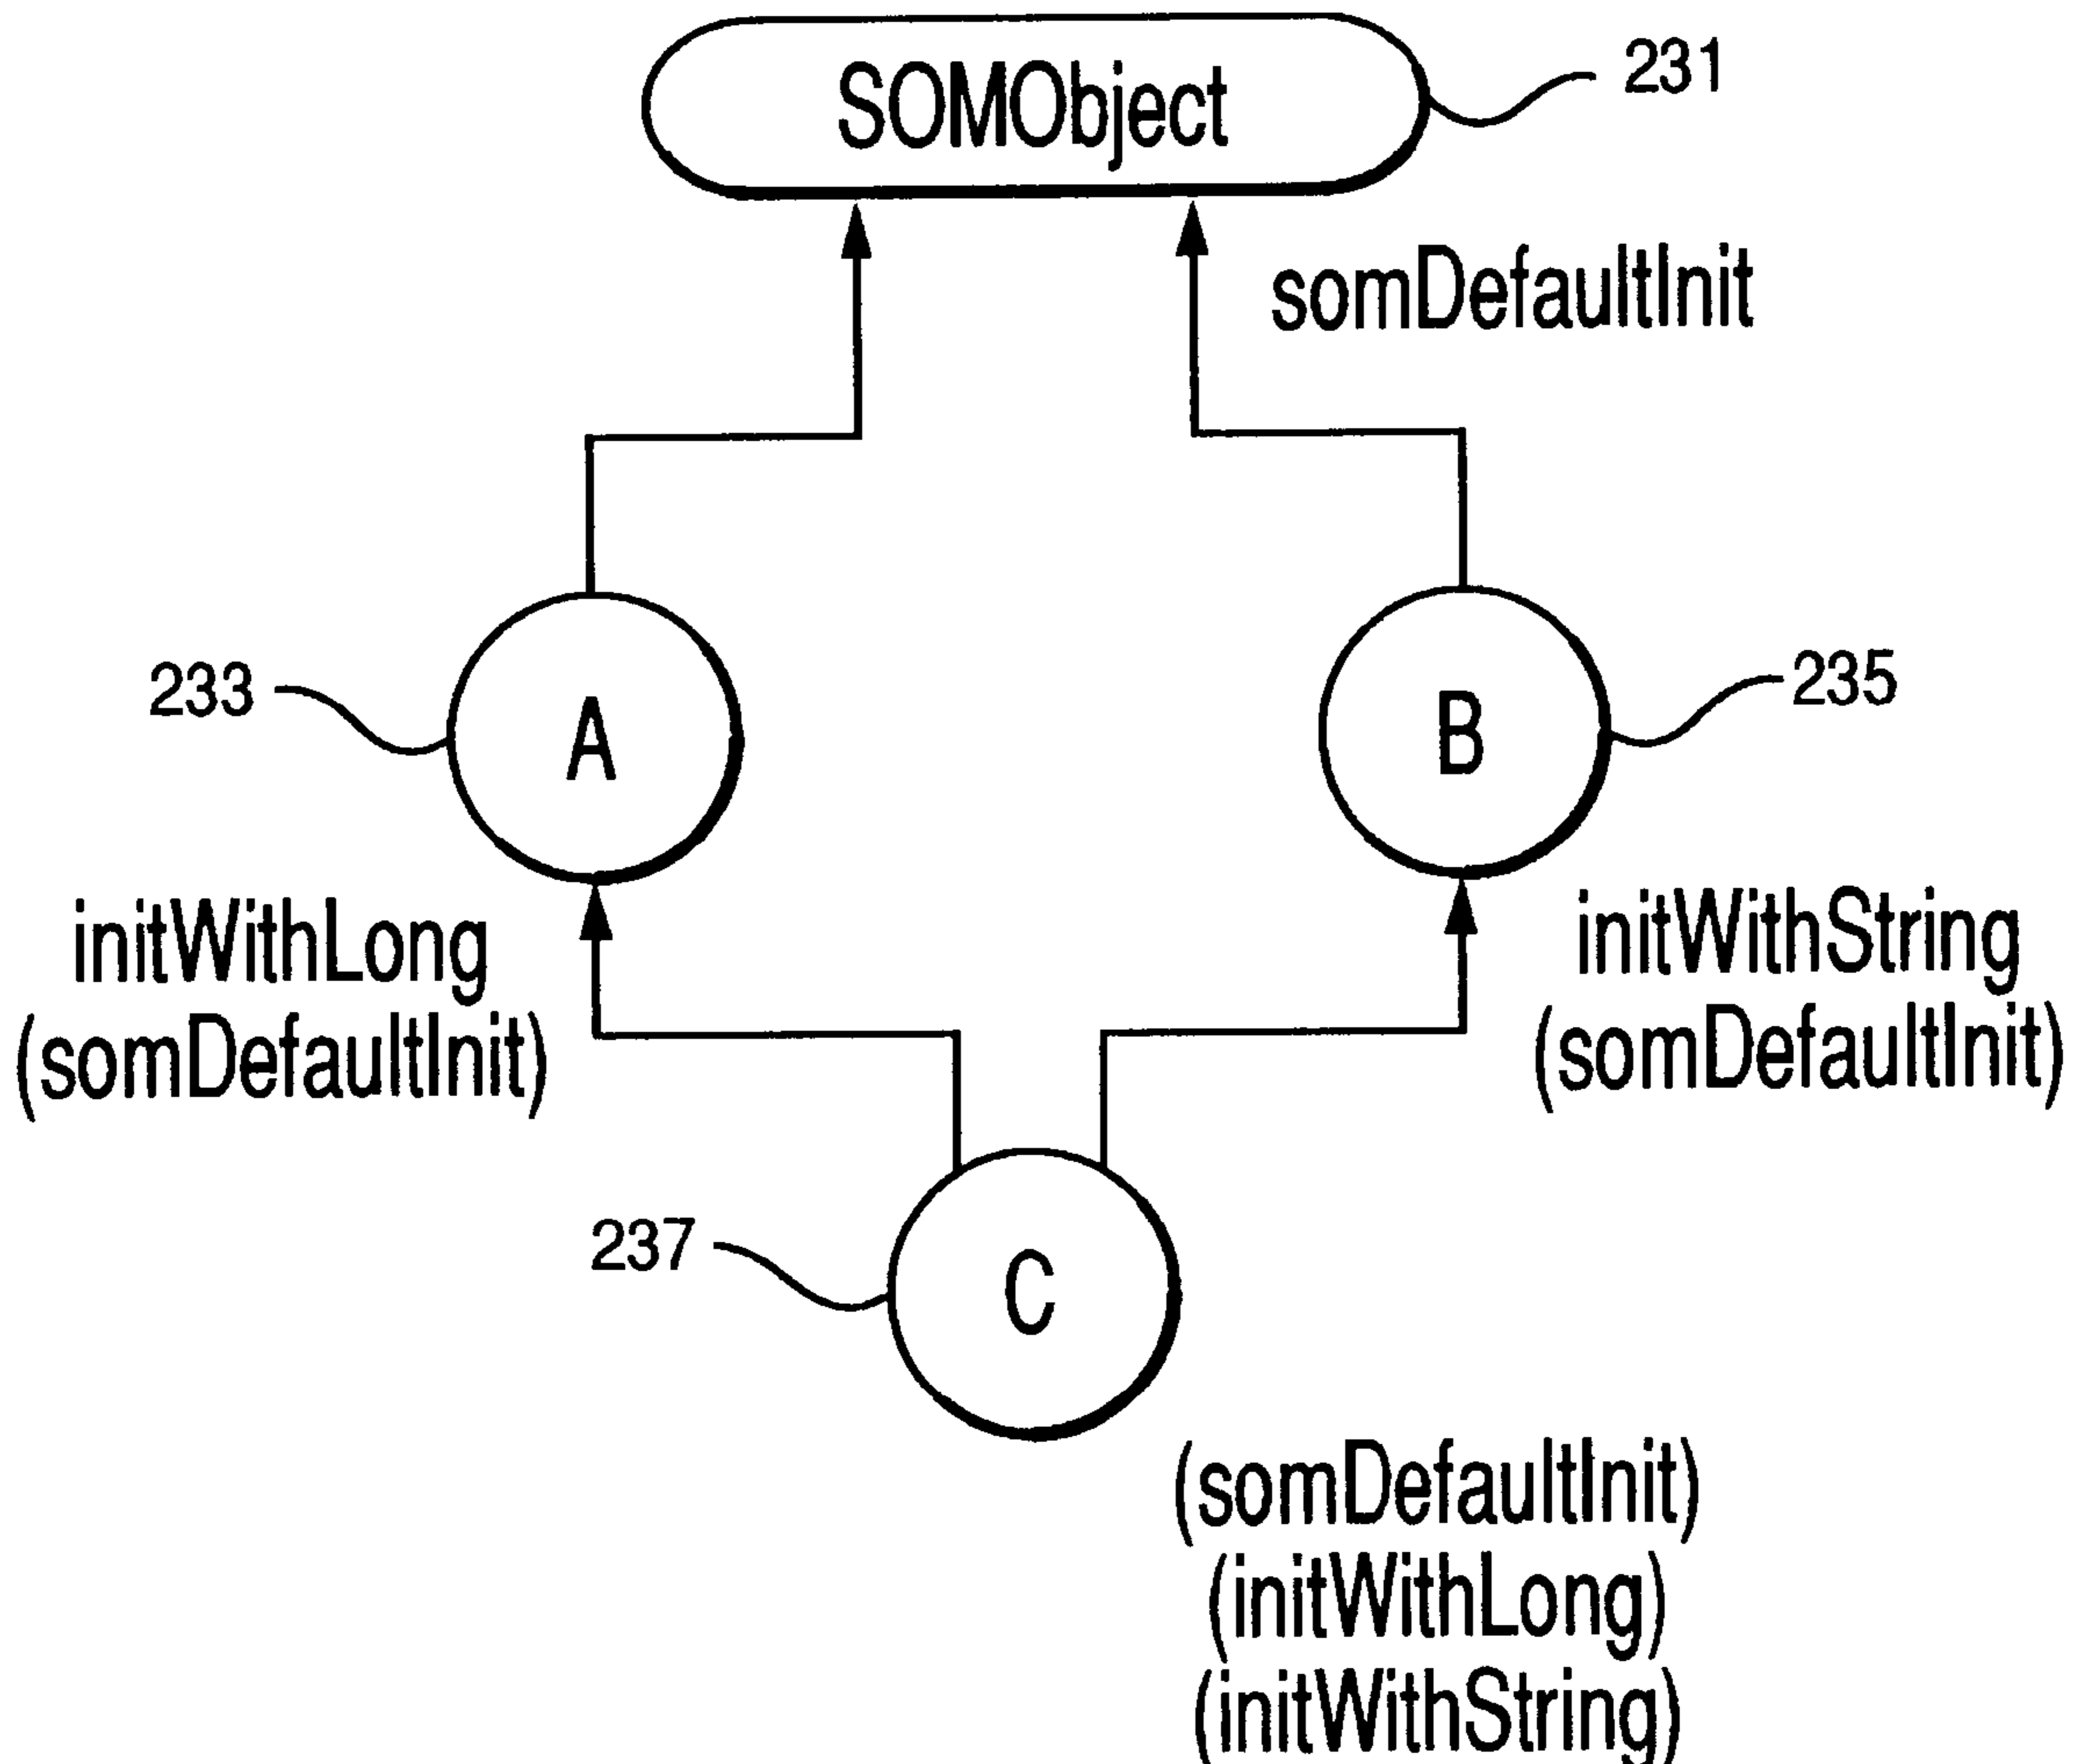 SOMObject
231
somDefaultInit
233
A
B
235
initWithLong
(somDefaultInit)
initWithString
(somDefaultInit)
237
C
(somDefaultInit)
(initWithLong)
(initWithString)